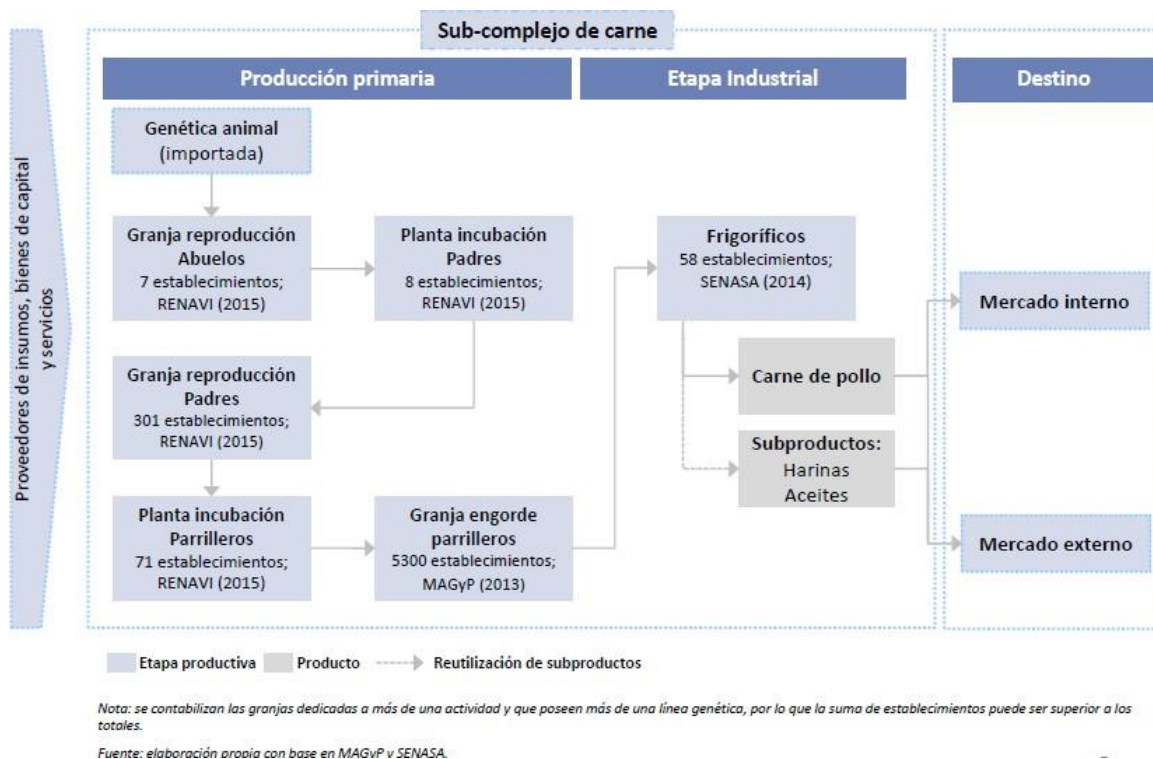 Sub-complejo de carne
Proveedores de insumos, bienes de capital
y servicios
Producción primaria
Etapa Industrial
Destino
Genética animal
(importada)
Granja reproducción
Abuelos
7 establecimientos;
RENAVI (2015)
Planta incubación
Padres
8 establecimientos;
RENAVI (2015)
Granja reproducción
Padres
301 establecimientos;
RENAVI (2015)
Planta incubación
Parrilleros
71 establecimientos;
RENAVI (2015)
Granja engorde
parrilleros
5300 establecimientos;
MAGyP (2013)
Frigoríficos
58 establecimientos;
SENASA (2014)
Carne de pollo
Subproductos:
Harinas
Aceites
Mercado interno
Mercado externo
Etapa productiva
Producto
Reutilización de subproductos
Nota: se contabilizan las granjas dedicadas a más de una actividad y que poseen más de una línea genética, por lo que la suma de establecimientos puede ser superior a los
totales.
Fuente: elaboración propia con base en MAGyP y SENASA.